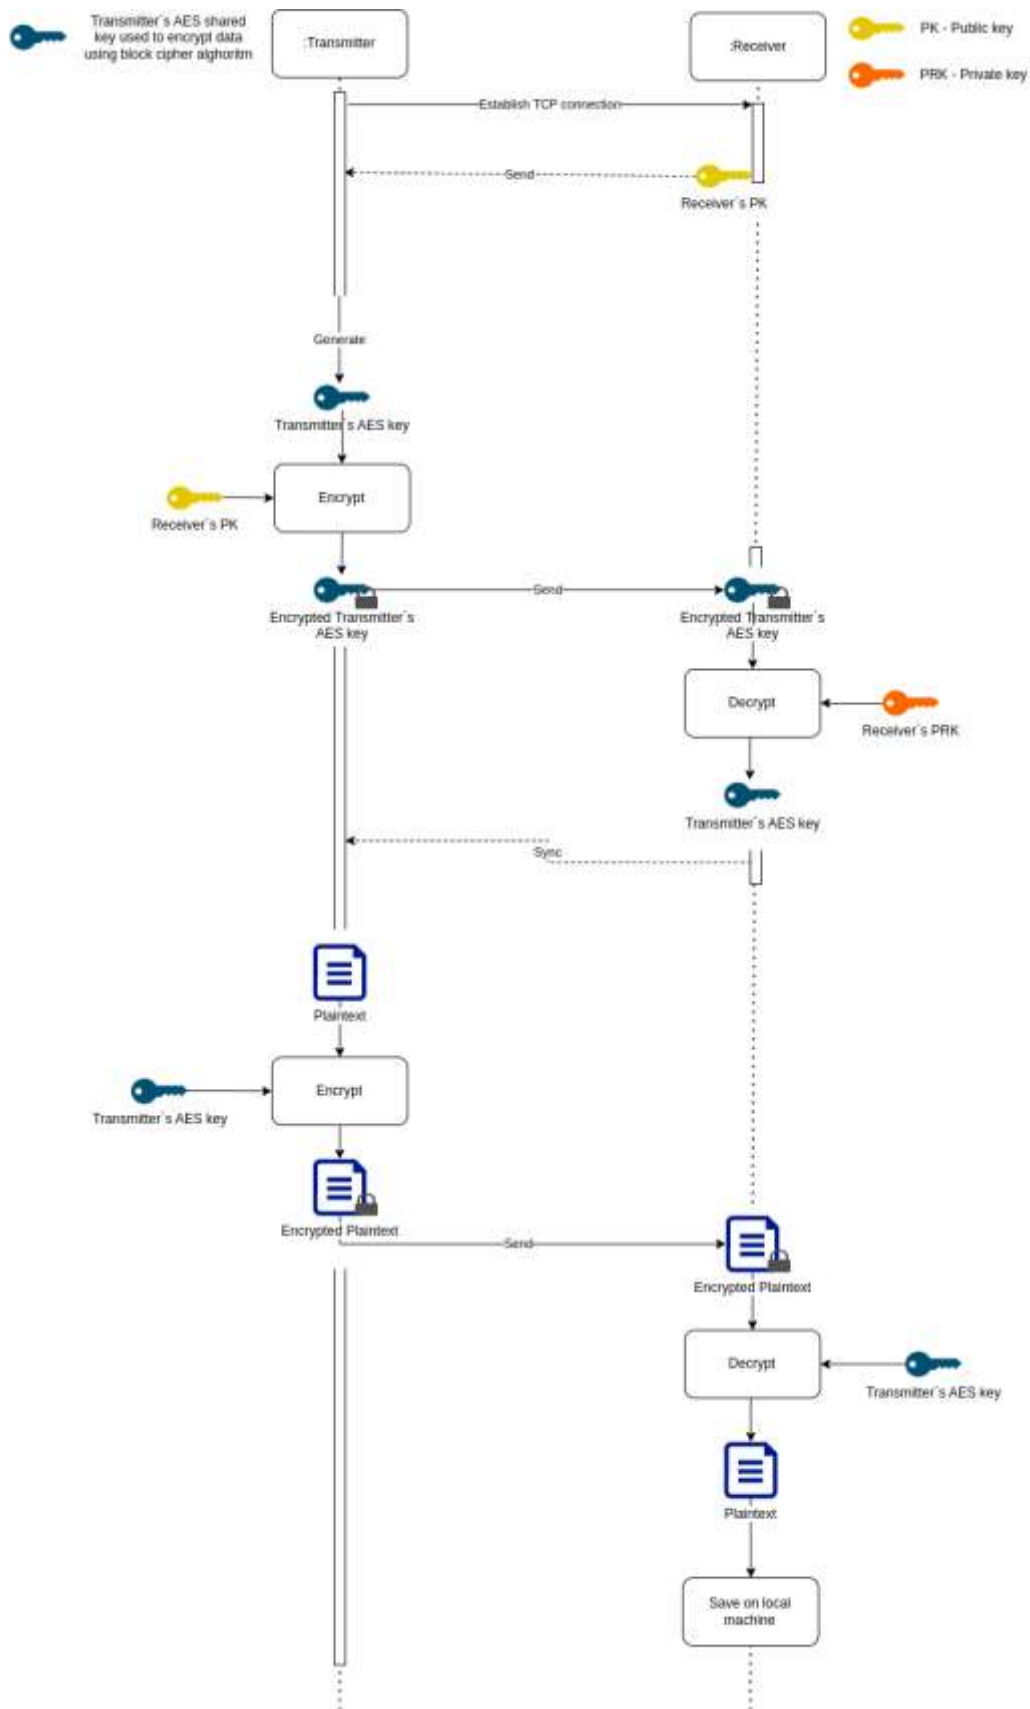 Transmitter´s AES shared
key used to encrypt data
using block cipher alghoritm
:Transmitter
:Receiver
PK - Public key
PRK - Private key
Establish TCP connection
Send
Receiver´s PK
Generate
Transmitter´s AES key
Encrypt
Receiver´s PK
Send
Encrypted Transmitter´s
AES key
Encrypted Transmitter´s
AES key
Decrypt
Receiver´s PRK
Transmitter´s AES key
Sync
Plaintext
Encrypt
Transmitter´s AES key
Encrypted Plaintext
Send
Encrypted Plaintext
Decrypt
Transmitter´s AES key
Plaintext
Save on local
machine